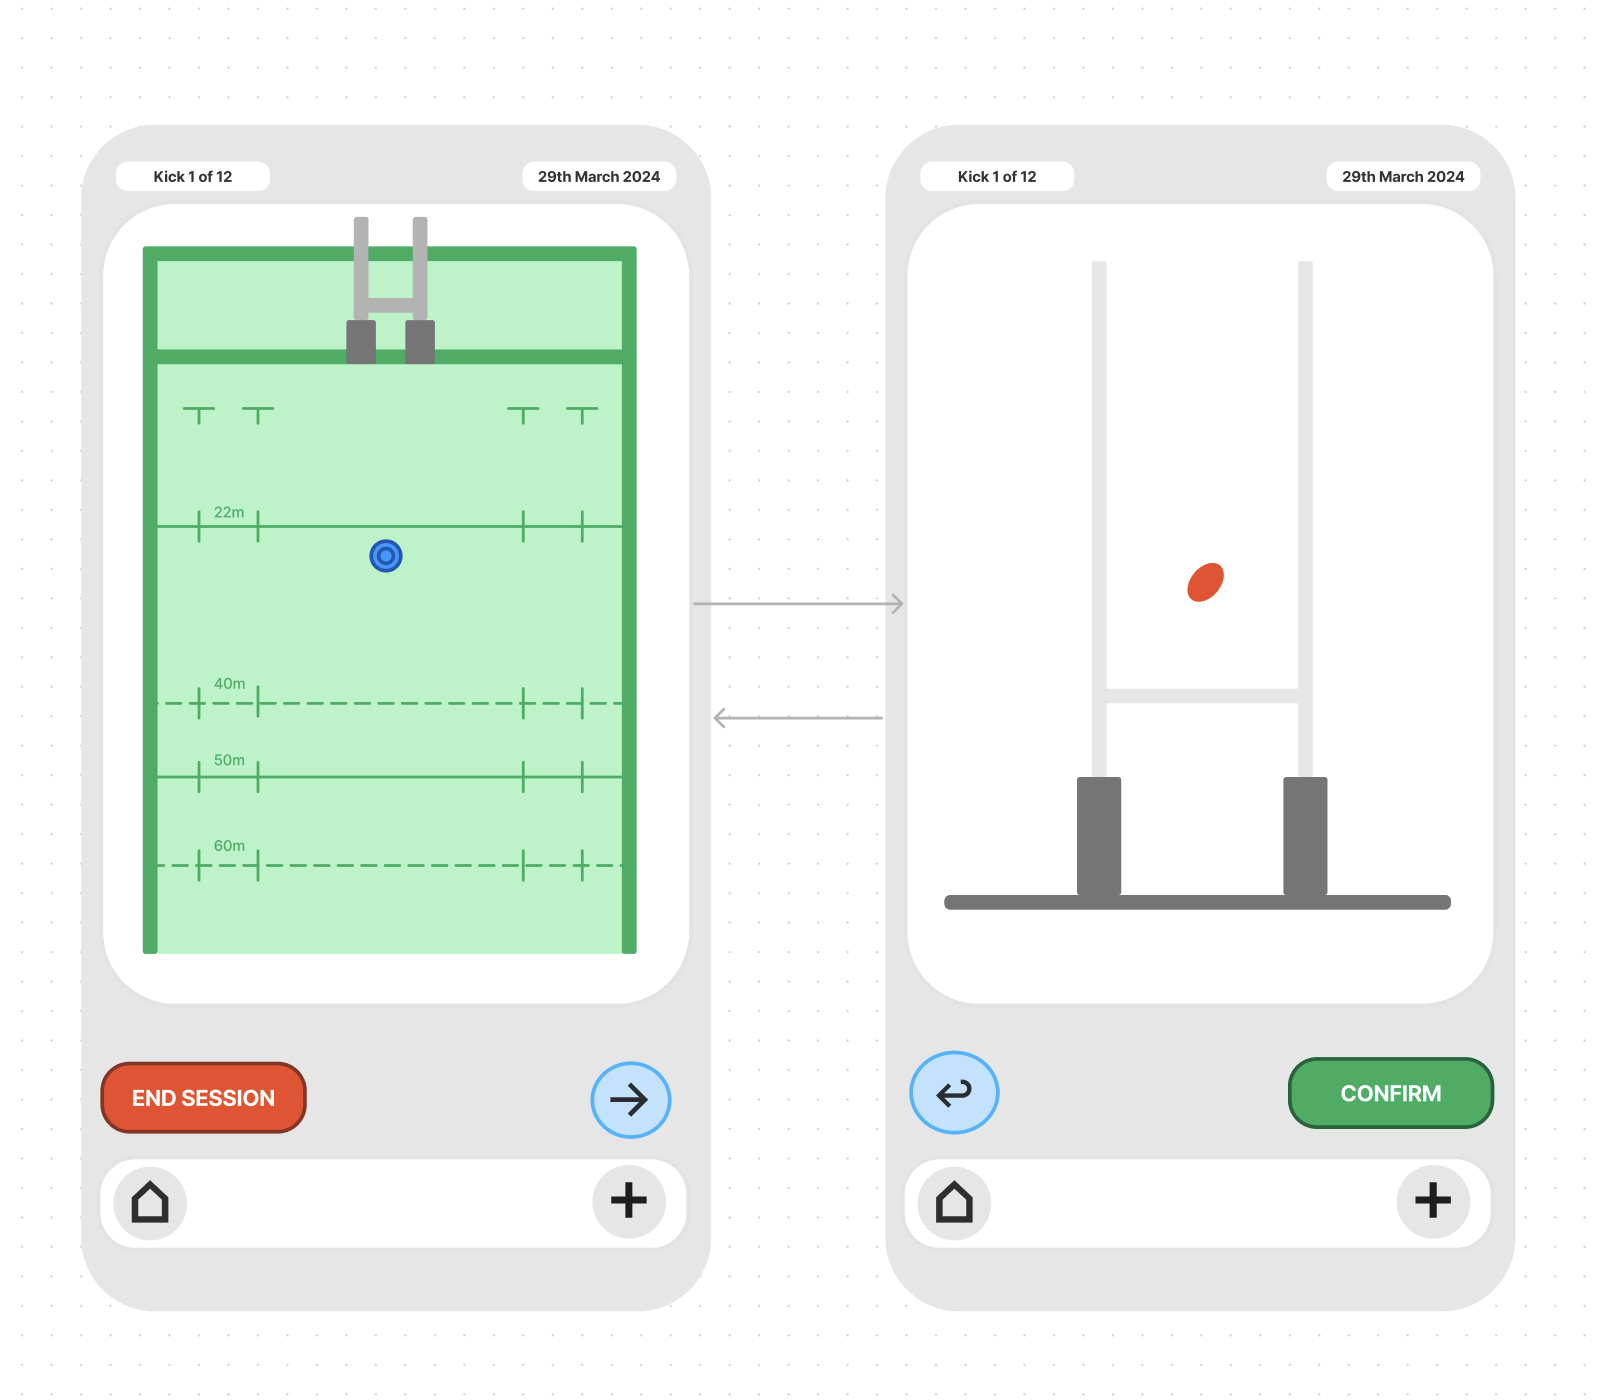 Kick 1 of 12
29th March 2024
22m
40m
50m
60m
END SESSION
Kick 1 of 12
29th March 2024
CONFIRM